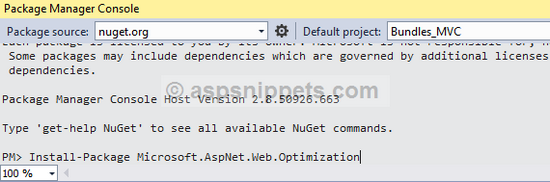 Package Manager Console
Package source: nuget.org Default project: Bundles_MVC
Each package is licensed to you by its owner. Microsoft is not responsible for, n
Some packages may include dependencies which are governed by additional licenses
dependencies.
© aspsnippets.com
Package Manager Console Host Version 2.8.50926.663
Type 'get-help NuGet' to see all available NuGet commands.
PM> Install-Package Microsoft.AspNet.Web.Optimization
100 %